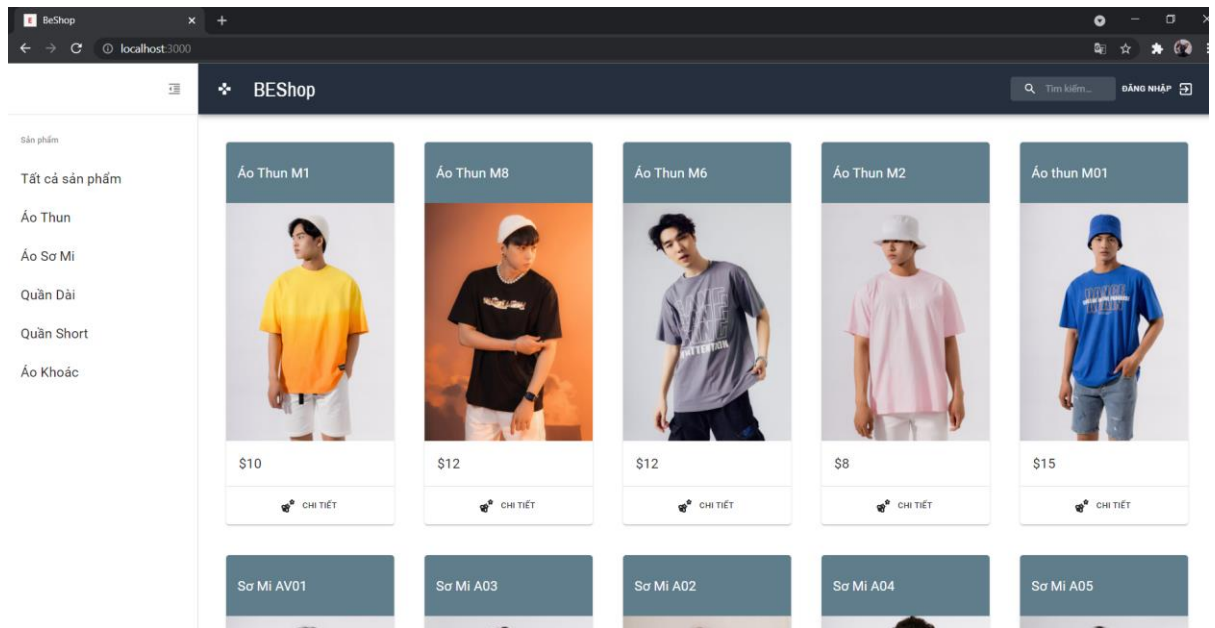 BeShop
localhost:3000
BEShop
Tìm kiếm...
ĐĂNG NHẬP
Sản phẩm
Tất cả sản phẩm
Áo Thun
Áo Sơ Mi
Quần Dài
Quần Short
Áo Khoác
Áo Thun M1
Áo Thun M8
Áo Thun M6
Áo Thun M2
Áo thun M01
DANCE
$10
$12
$12
$8
$15
CHI TIẾT
CHI TIẾT
CHI TIẾT
CHI TIẾT
CHI TIẾT
Sơ Mi AV01
Sơ Mi A03
Sơ Mi A02
Sơ Mi A04
Sơ Mi A05